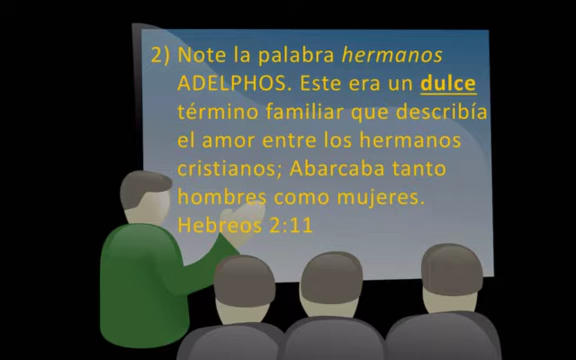 2) Note la palabra hermanos
ADELPHOS. Este era un dulce
término familiar que describía
el amor entre los hermanos
cristianos; Abarcaba tanto
hombres como mujeres.
Hebreos 2:11